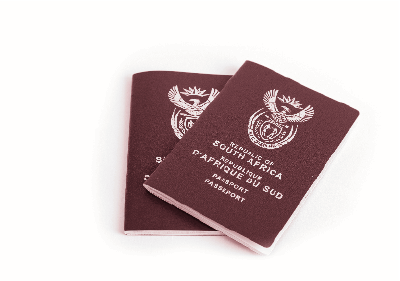 REPUBLIC OF
SOUTH AFRICA
REPUBLIQUE
D'AFRIQUE DU SUD
PASSPORT
PASSEPORT